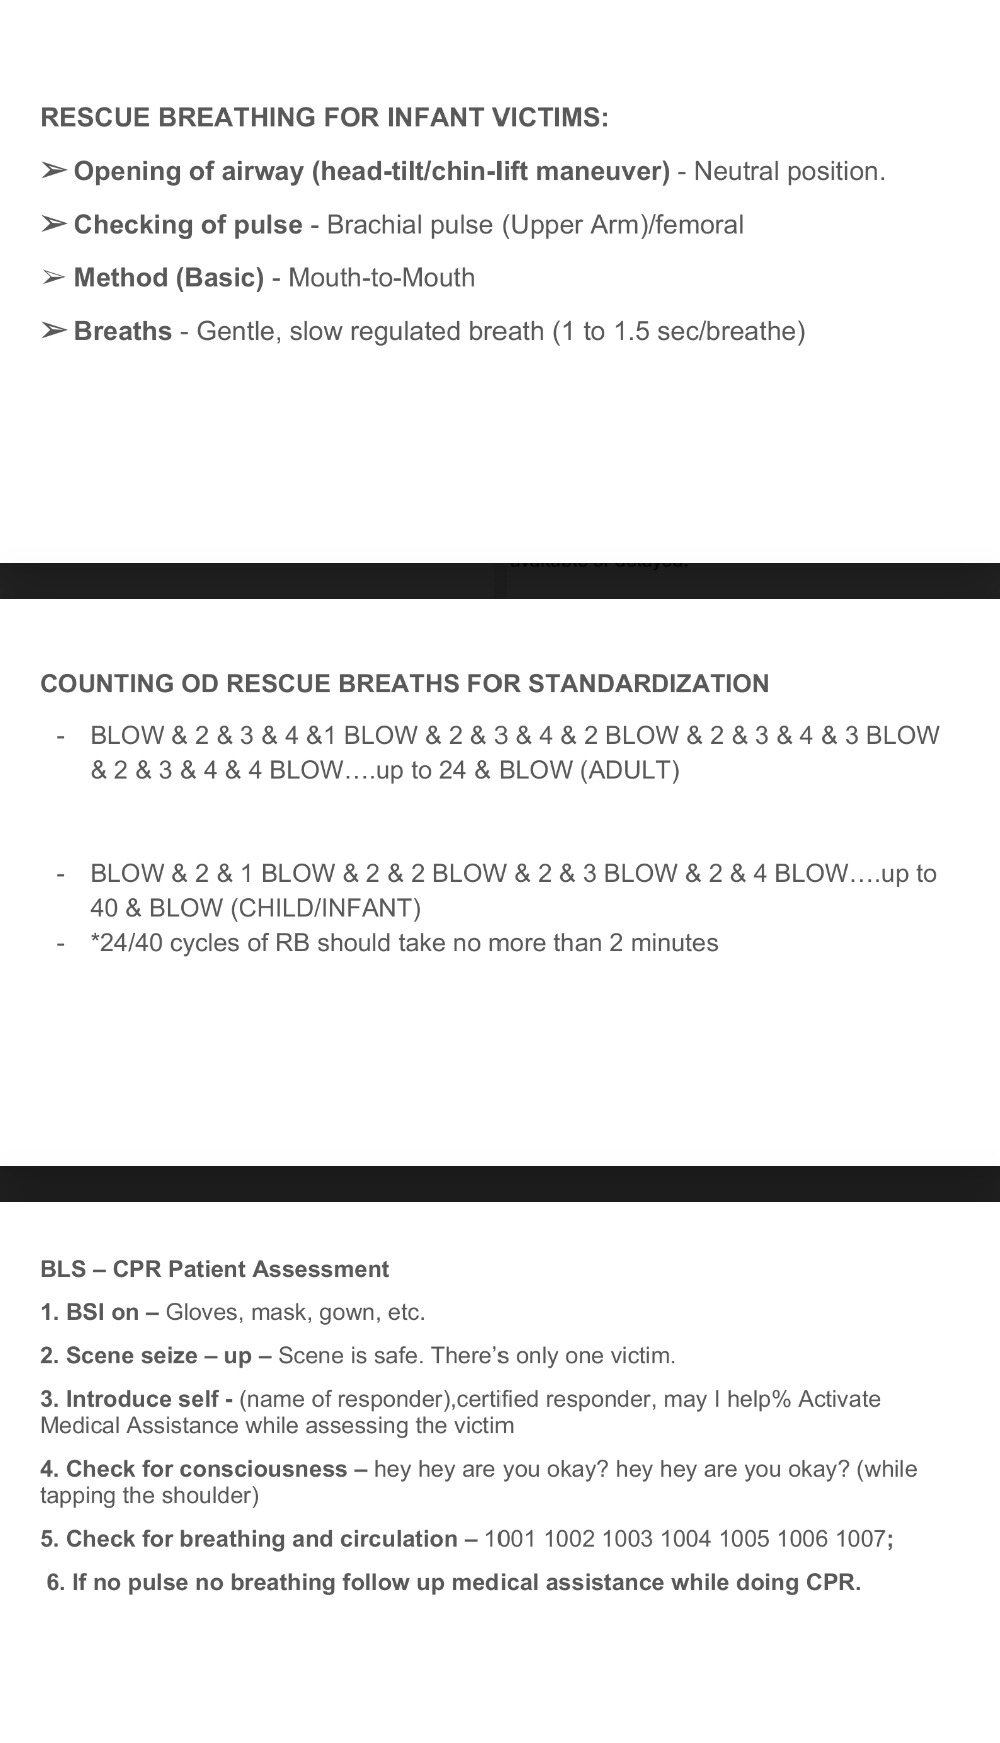 RESCUE BREATHING FOR INFANT VICTIMS:
➢ Opening of airway (head-tilt/chin-lift maneuver) - Neutral position.
➢ Checking of pulse - Brachial pulse (Upper Arm)/femoral
➢ Method (Basic) - Mouth-to-Mouth
➢ Breaths - Gentle, slow regulated breath (1 to 1.5 sec/breathe)
available or delayed.
COUNTING OD RESCUE BREATHS FOR STANDARDIZATION
- BLOW & 2 & 3 & 4 &1 BLOW & 2 & 3 & 4 & 2 BLOW & 2 & 3 & 4 & 3 BLOW
& 2 & 3 & 4 & 4 BLOW….up to 24 & BLOW (ADULT)
- BLOW & 2 & 1 BLOW & 2 & 2 BLOW & 2 & 3 BLOW & 2 & 4 BLOW….up to
40 & BLOW (CHILD/INFANT)
- *24/40 cycles of RB should take no more than 2 minutes
BLS – CPR Patient Assessment
1. BSI on – Gloves, mask, gown, etc.
2. Scene seize – up – Scene is safe. There’s only one victim.
3. Introduce self - (name of responder),certified responder, may I help% Activate
Medical Assistance while assessing the victim
4. Check for consciousness – hey hey are you okay? hey hey are you okay? (while
tapping the shoulder)
5. Check for breathing and circulation – 1001 1002 1003 1004 1005 1006 1007;
6. If no pulse no breathing follow up medical assistance while doing CPR.